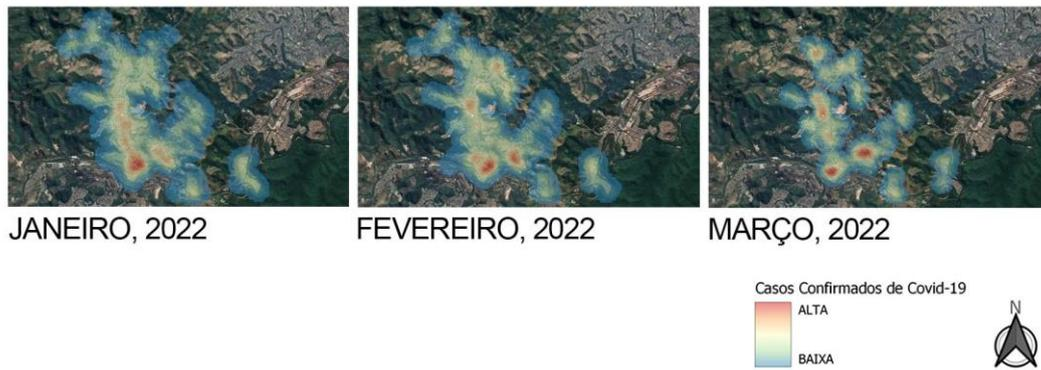 JANEIRO, 2022
FEVEREIRO, 2022
MARÇO, 2022
Casos Confirmados de Covid-19
ALTA
BAIXA
N